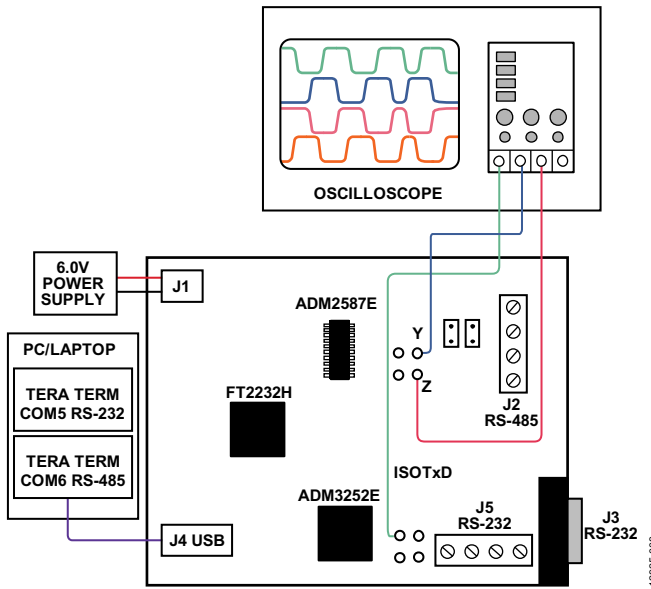 OSCILLOSCOPE
6.0V
POWER
SUPPLY
J1
ADM2587E
Y
Z
PC/LAPTOP
TERA TERM
COM5 RS-232
FT2232H
J2
RS-485
TERA TERM
COM6 RS-485
ISOTxD
ADM3252E
J5
RS-232
J3
RS-232
J4 USB